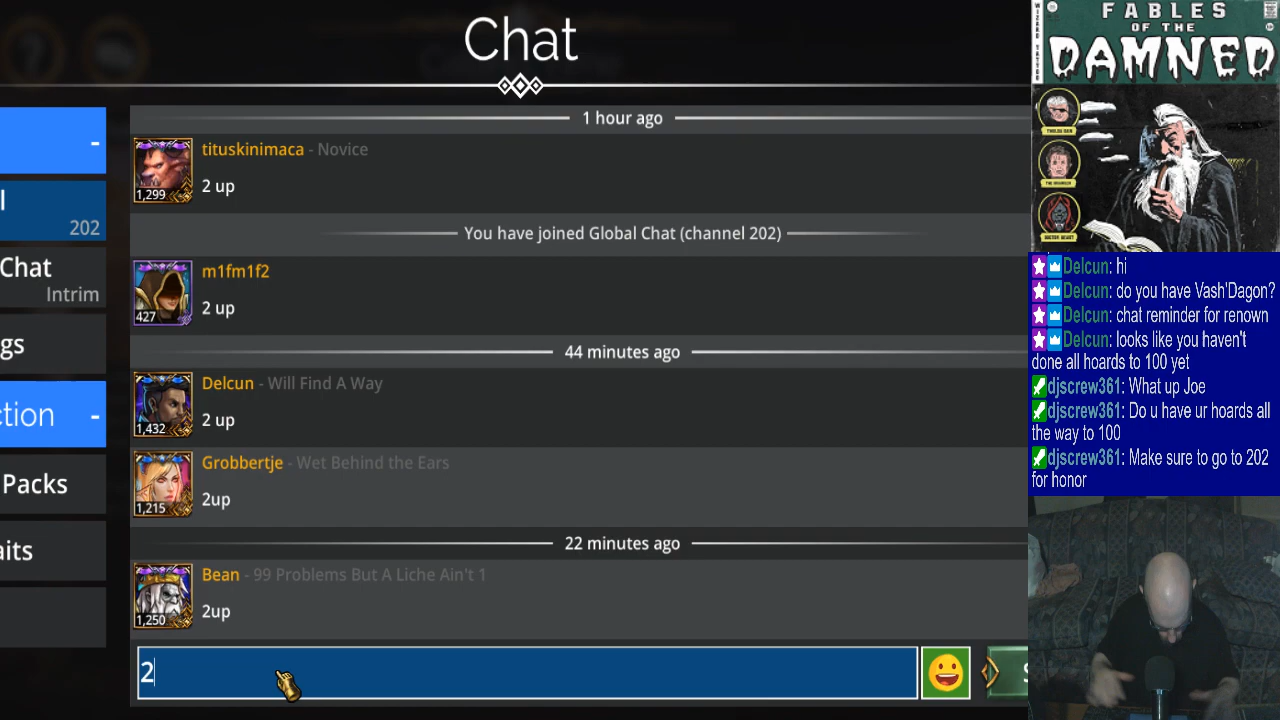 Chat
-
l
202
Chat
Intrim
gs
ction -
Packs
aits
1 hour ago
tituskinimaca - Novice
1,299
2 up
You have joined Global Chat (channel 202)
m1fm1f2
427
2 up
44 minutes ago
Delcun - Will Find A Way
1,432
2 up
Grobbertje - Wet Behind the Ears
1,215
2up
22 minutes ago
Bean - 99 Problems But A Liche Ain't 1
1,250
2up
2
S
FABLES
OF THE
DAMNED
Delcun: hi
Delcun: do you have Vash'Dagon?
Delcun: chat reminder for renown
Delcun: looks like you haven't
done all hoards to 100 yet
djscrew361: What up Joe
djscrew361: Do u have ur hoards all
the way to 100
djscrew361: Make sure to go to 202
for honor